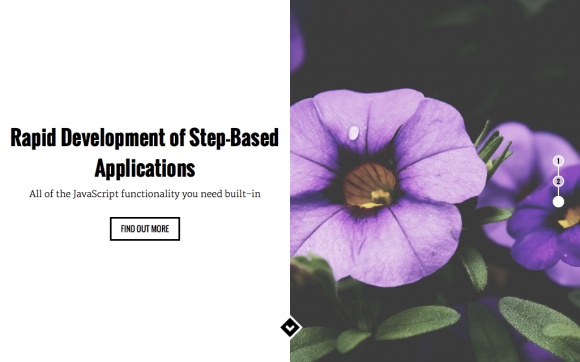 Rapid Development of Step-Based
Applications
All of the JavaScript functionality you need built-in
FIND OUT MORE
1
2